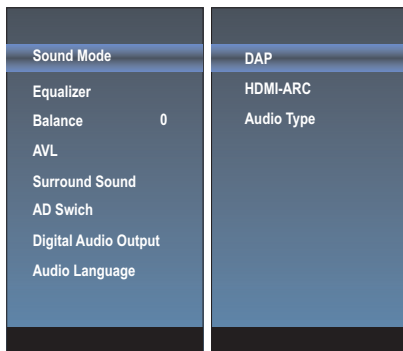 Sound Mode
Equalizer
Balance 0
AVL
Surround Sound
AD Swich
Digital Audio Output
Audio Language
DAP
HDMI-ARC
Audio Type